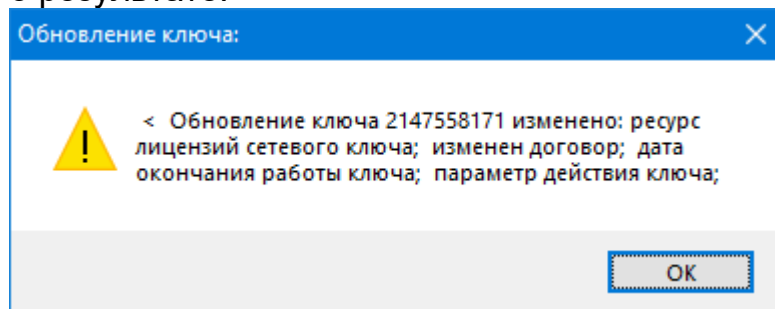 Обновление ключа:
< Обновление ключа 2147558171 изменено: ресурс
лицензий сетевого ключа; изменен договор; дата
окончания работы ключа; параметр действия ключа;
OK